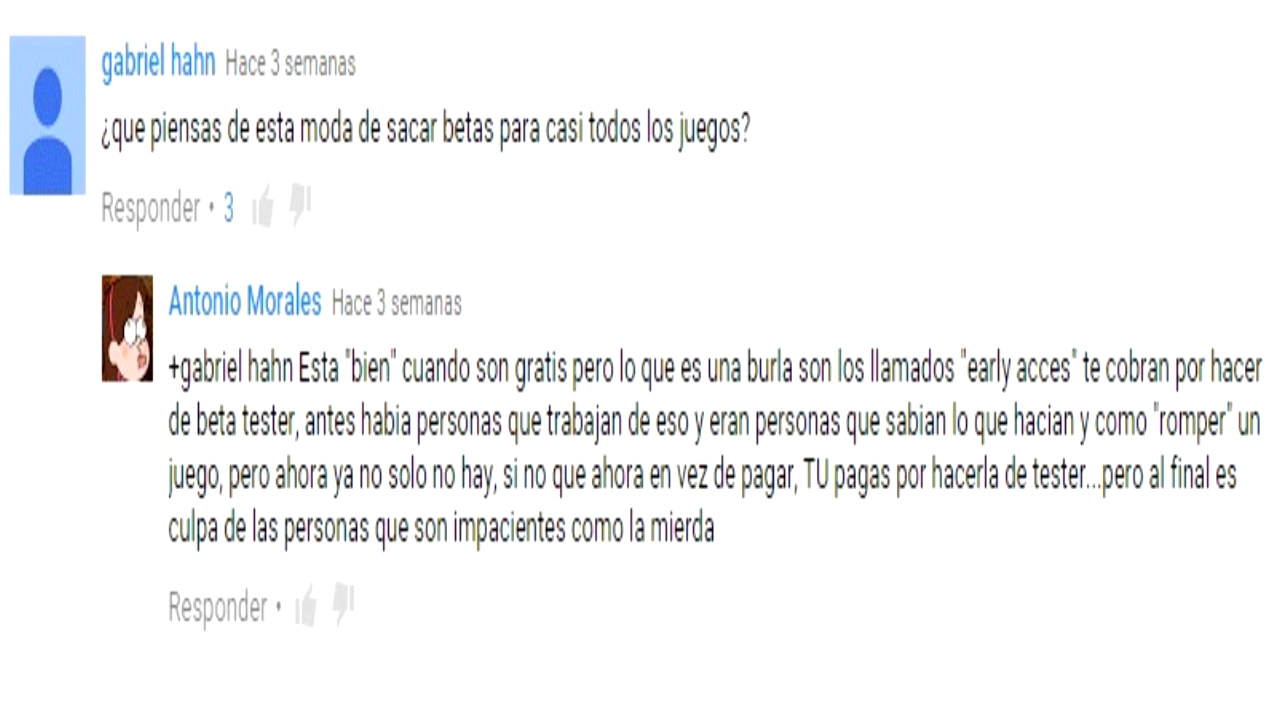 gabriel hahn Hace 3 semanas
¿que piensas de esta moda de sacar betas para casi todos los juegos?
Responder • 3
Antonio Morales Hace 3 semanas
+gabriel hahn Esta "bien" cuando son gratis pero lo que es una burla son los llamados "early acces" te cobran por hacer
de beta tester, antes habia personas que trabajan de eso y eran personas que sabian lo que hacian y como "romper" un
juego, pero ahora ya no solo no hay, si no que ahora en vez de pagar, TU pagas por hacerla de tester...pero al final es
culpa de las personas que son impacientes como la mierda
Responder •